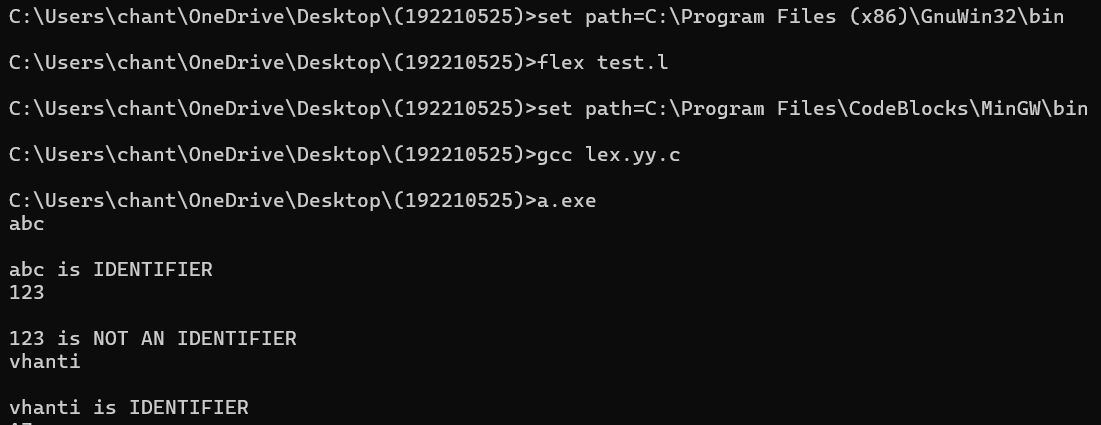 C:\Users\chant\OneDrive\Desktop\(192210525)>set path=C:\Program Files (x86)\GnuWin32\bin
C:\Users\chant\OneDrive\Desktop\(192210525)>flex test.l
C:\Users\chant\OneDrive\Desktop\(192210525)>set path=C:\Program Files\CodeBlocks\MinGW\bin
C:\Users\chant\OneDrive\Desktop\(192210525)>gcc lex.yy.c
C:\Users\chant\OneDrive\Desktop\(192210525)>a.exe
abc
abc is IDENTIFIER
123
123 is NOT AN IDENTIFIER
vhanti
vhanti is IDENTIFIER